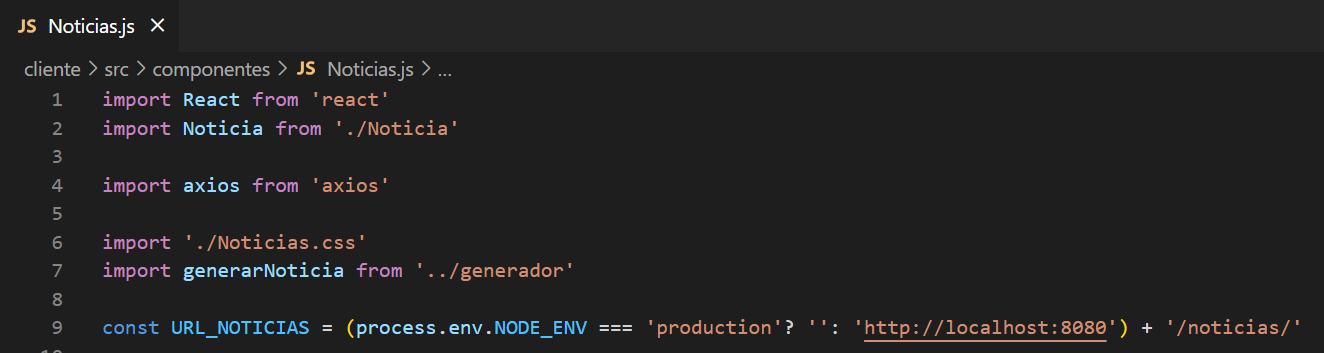 JS Noticias.js ×
cliente > src > componentes > JS Noticias.js > ...
1 import React from 'react'
2 import Noticia from './Noticia'
3
4 import axios from 'axios'
5
6 import './Noticias.css'
7 import generarNoticia from '../generador'
8
9 const URL_NOTICIAS = (process.env.NODE_ENV === 'production'? '': 'http://localhost:8080') + '/noticias/'